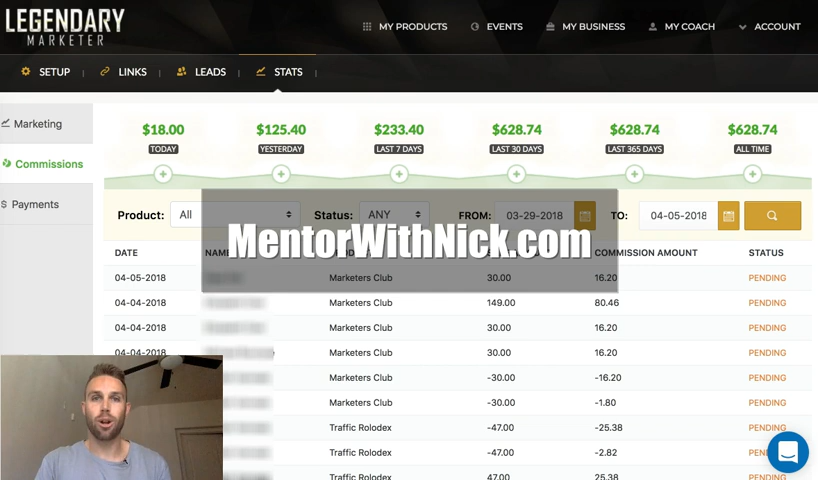 LEGENDARY
MARKETER
MY PRODUCTS EVENTS MY BUSINESS MY COACH ACCOUNT
SETUP | LINKS | LEADS | STATS |
Marketing
Commissions
$ Payments
$18.00 $125.40 $233.40 $628.74 $628.74 $628.74
TODAY YESTERDAY LAST 7 DAYS LAST 30 DAYS LAST 365 DAYS ALL TIME
Product: All Status: ANY FROM: 03-29-2018 TO: 04-05-2018
MentorWithNick.com
DATE NAME COMMISSION AMOUNT STATUS
04-05-2018 Marketers Club 30.00 16.20 PENDING
04-04-2018 Marketers Club 149.00 80.46 PENDING
04-04-2018 Marketers Club 30.00 16.20 PENDING
04-04-2018 Marketers Club 30.00 16.20 PENDING
Marketers Club -30.00 -16.20 PENDING
Marketers Club -30.00 -1.80 PENDING
Traffic Rolodex -47.00 -25.38 PENDING
Traffic Rolodex -47.00 -2.82 PENDING
Traffic Rolodex 47.00 25.38